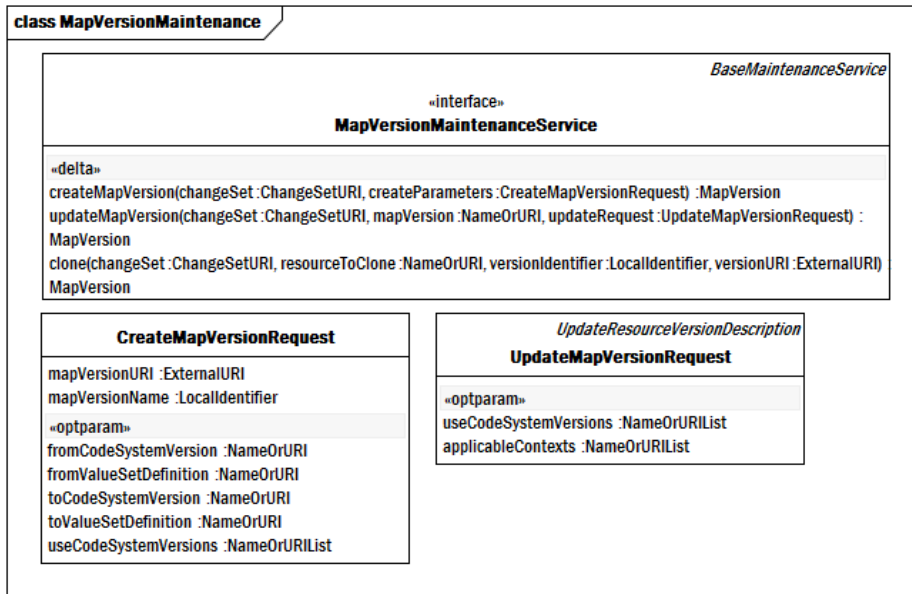 class MapVersionMaintenance
BaseMaintenanceService
«interface»
MapVersionMaintenanceService
«delta»
createMapVersion(changeSet :ChangeSetURI, createParameters :CreateMapVersionRequest) :MapVersion
updateMapVersion(changeSet :ChangeSetURI, mapVersion :NameOrURI, updateRequest :UpdateMapVersionRequest) :
MapVersion
clone(changeSet :ChangeSetURI, resourceToClone :NameOrURI, versionIdentifier :LocalIdentifier, versionURI :ExternalURI) :
MapVersion
CreateMapVersionRequest
mapVersionURI :ExternalURI
mapVersionName :LocalIdentifier
«optparam»
fromCodeSystemVersion :NameOrURI
fromValueSetDefinition :NameOrURI
toCodeSystemVersion :NameOrURI
toValueSetDefinition :NameOrURI
useCodeSystemVersions :NameOrURIList
UpdateResourceVersionDescription
UpdateMapVersionRequest
«optparam»
useCodeSystemVersions :NameOrURIList
applicableContexts :NameOrURIList